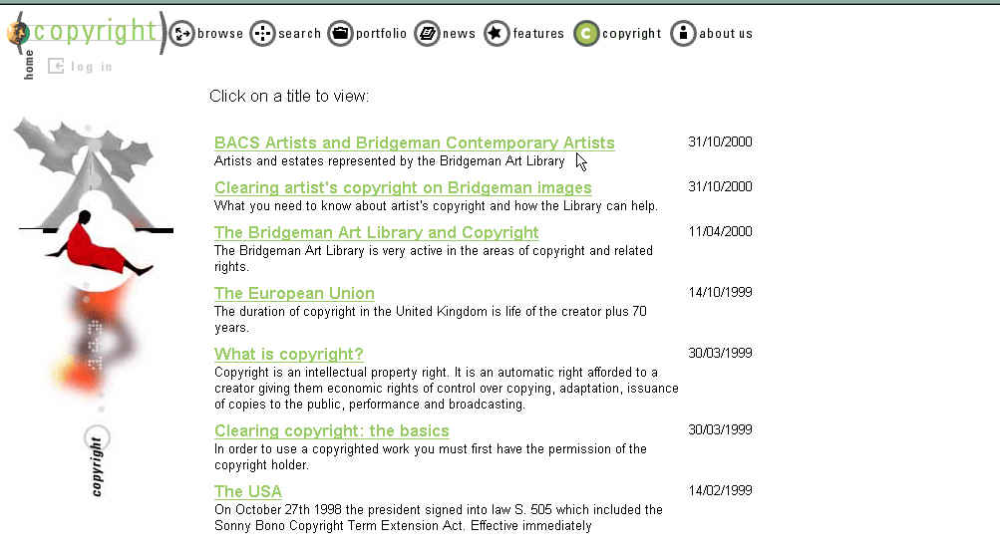 (copyright)
browse
search
portfolio
news
features
C copyright
about us
home
log in
Click on a title to view:
BACS Artists and Bridgeman Contemporary Artists 31/10/2000
Artists and estates represented by the Bridgeman Art Library
Clearing artist's copyright on Bridgeman images 31/10/2000
What you need to know about artist's copyright and how the Library can help.
The Bridgeman Art Library and Copyright 11/04/2000
The Bridgeman Art Library is very active in the areas of copyright and related
rights.
The European Union 14/10/1999
The duration of copyright in the United Kingdom is life of the creator plus 70
years.
What is copyright? 30/03/1999
Copyright is an intellectual property right. It is an automatic right afforded to a
creator giving them economic rights of control over copying, adaptation, issuance
of copies to the public, performance and broadcasting.
Clearing copyright: the basics 30/03/1999
In order to use a copyrighted work you must first have the permission of the
copyright holder.
The USA 14/02/1999
On October 27th 1998 the president signed into law S. 505 which included the
Sonny Bono Copyright Term Extension Act. Effective immediately
copyright